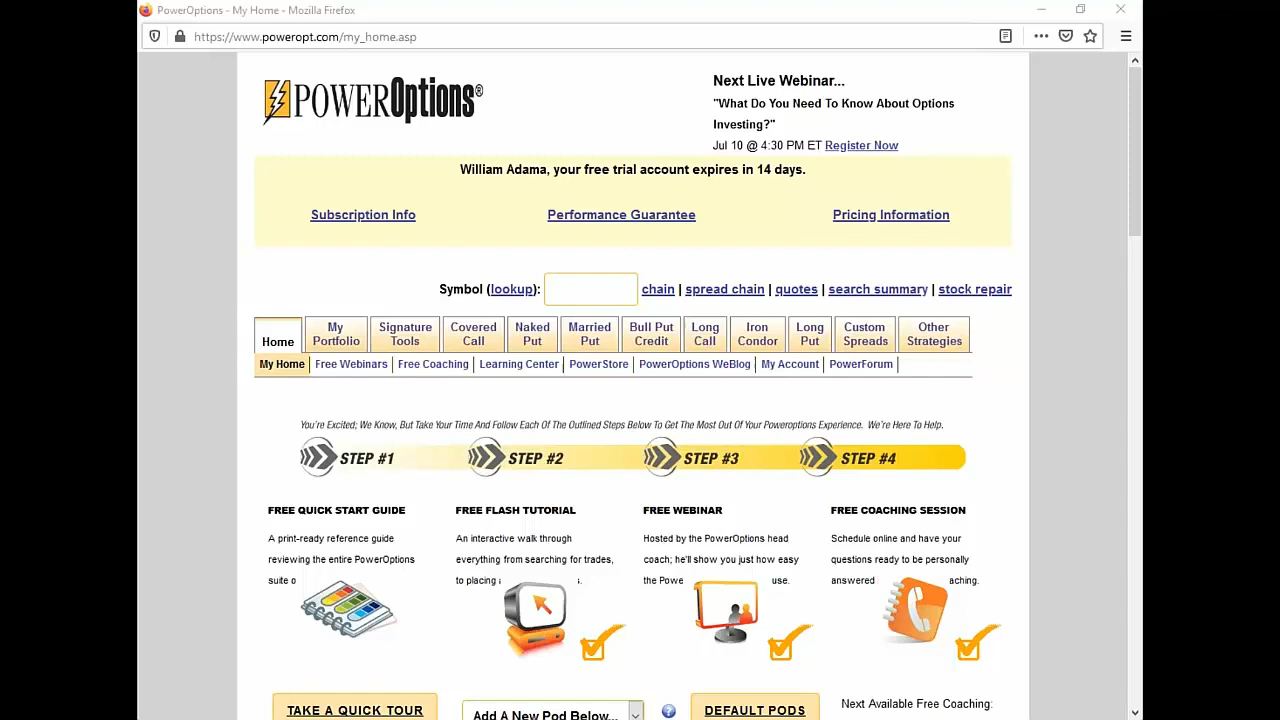 PowerOptions - My Home - Mozilla Firefox
https://www.poweropt.com/my_home.asp
POWEROptions®
Next Live Webinar...
"What Do You Need To Know About Options
Investing?"
Jul 10 @ 4:30 PM ET Register Now
William Adama, your free trial account expires in 14 days.
Subscription Info Performance Guarantee Pricing Information
Symbol (lookup): chain | spread chain | quotes | search summary | stock repair
Home My Portfolio Signature Tools Covered Call Naked Put Married Put Bull Put Credit Long Call Iron Condor Long Put Custom Spreads Other Strategies
My Home Free Webinars Free Coaching Learning Center PowerStore PowerOptions WeBlog My Account PowerForum
You're Excited; We Know, But Take Your Time And Follow Each Of The Outlined Steps Below To Get The Most Out Of Your Poweroptions Experience. We're Here To Help.
STEP #1 STEP #2 STEP #3 STEP #4
FREE QUICK START GUIDE
A print-ready reference guide
reviewing the entire PowerOptions
suite o
FREE FLASH TUTORIAL
An interactive walk through
everything from searching for trades,
to placing
FREE WEBINAR
Hosted by the PowerOptions head
coach; he'll show you just how easy
the Powe use.
FREE COACHING SESSION
Schedule online and have your
questions ready to be personally
answered aching.
TAKE A QUICK TOUR Add A New Pod Below... ? DEFAULT PODS Next Available Free Coaching: